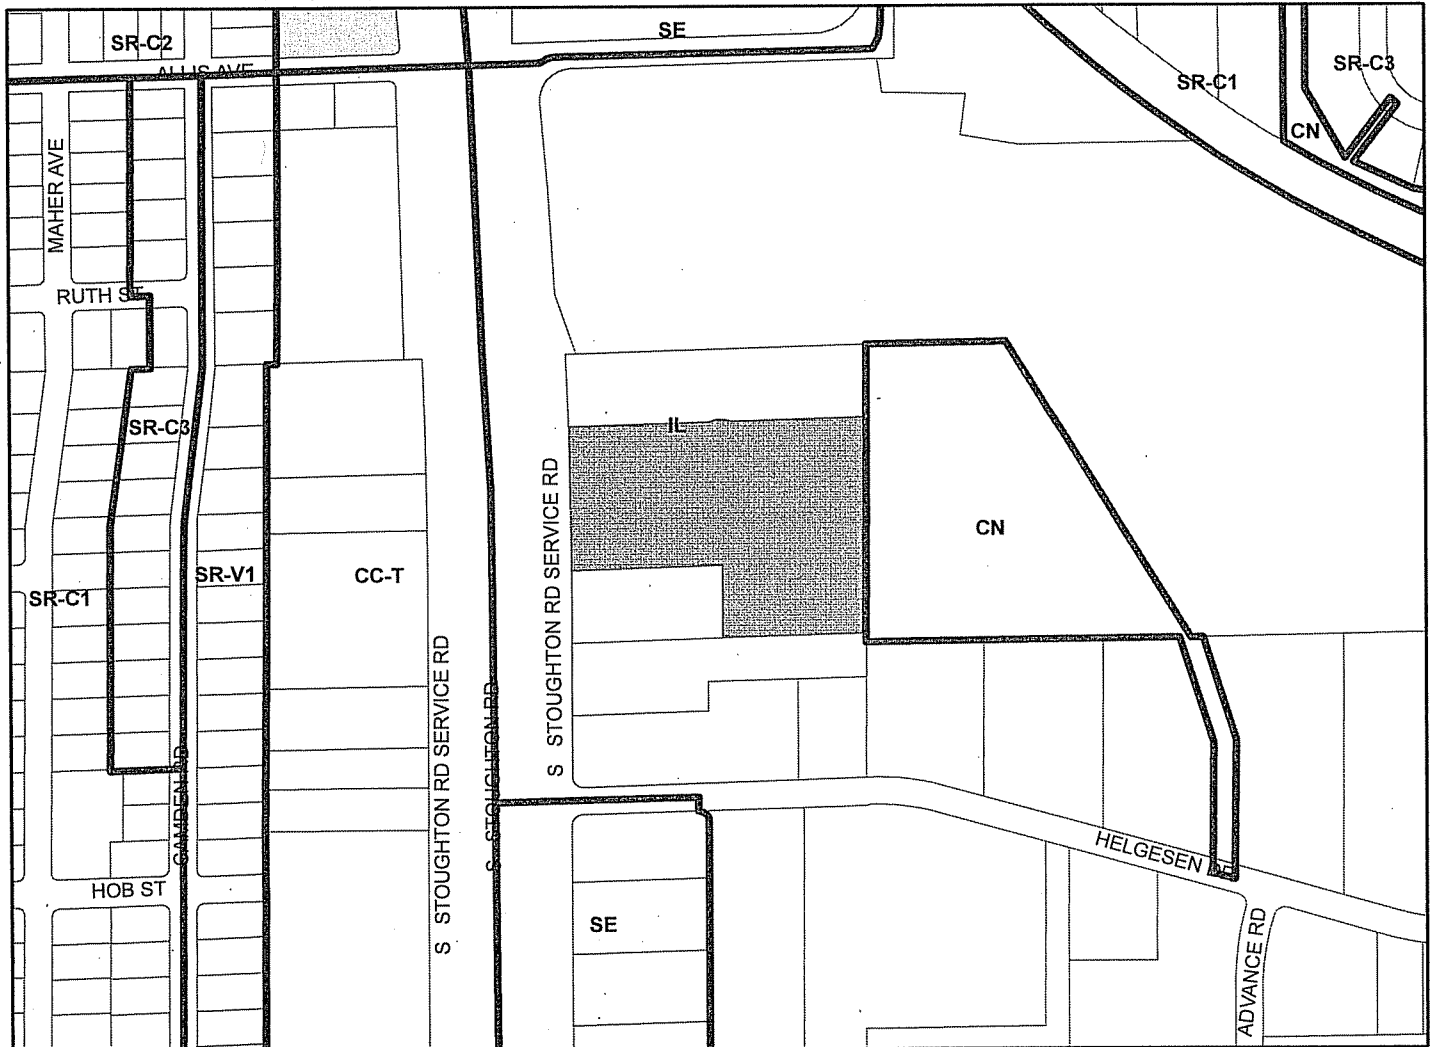 SR-C2
SE
ALLIS AVE
SR-C1
SR-C3
CN
MAHER AVE
RUTH ST
SR-C3
IL
S STOUGHTON RD SERVICE RD
CN
SR-V1
CC-T
SR-C1
S STOUGHTON RD SERVICE RD
S STOUGHTON RD
CAMDEN RD
HELGESEN DR
HOB ST
SE
ADVANCE RD